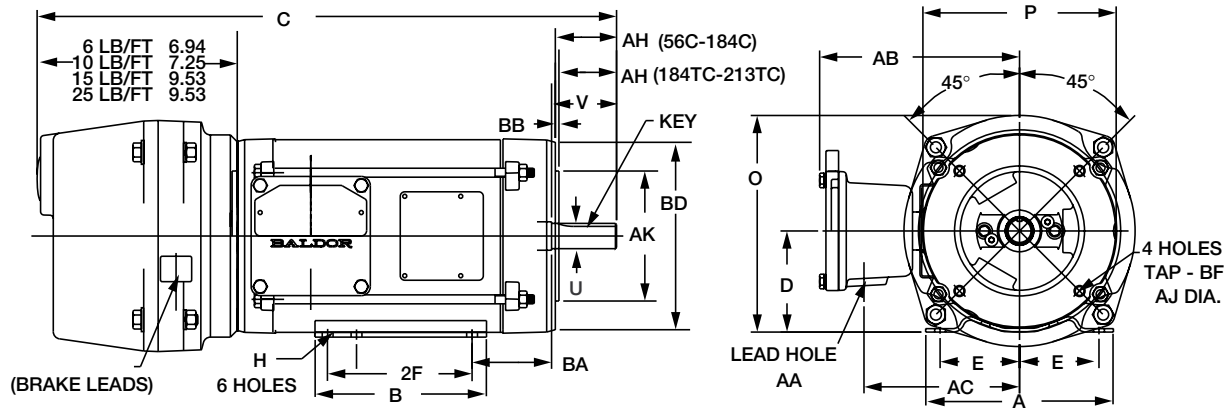 C
6 LB/FT 6.94
10 LB/FT 7.25
15 LB/FT 9.53
25 LB/FT 9.53
AH (56C-184C)
AH (184TC-213TC)
V
BB
KEY
BD
AK
U
BALDOR
(BRAKE LEADS)
H
6 HOLES
2F
B
BA
P
AB
45°
45°
O
D
4 HOLES
TAP - BF
AJ DIA.
LEAD HOLE
AA
E
E
AC
A